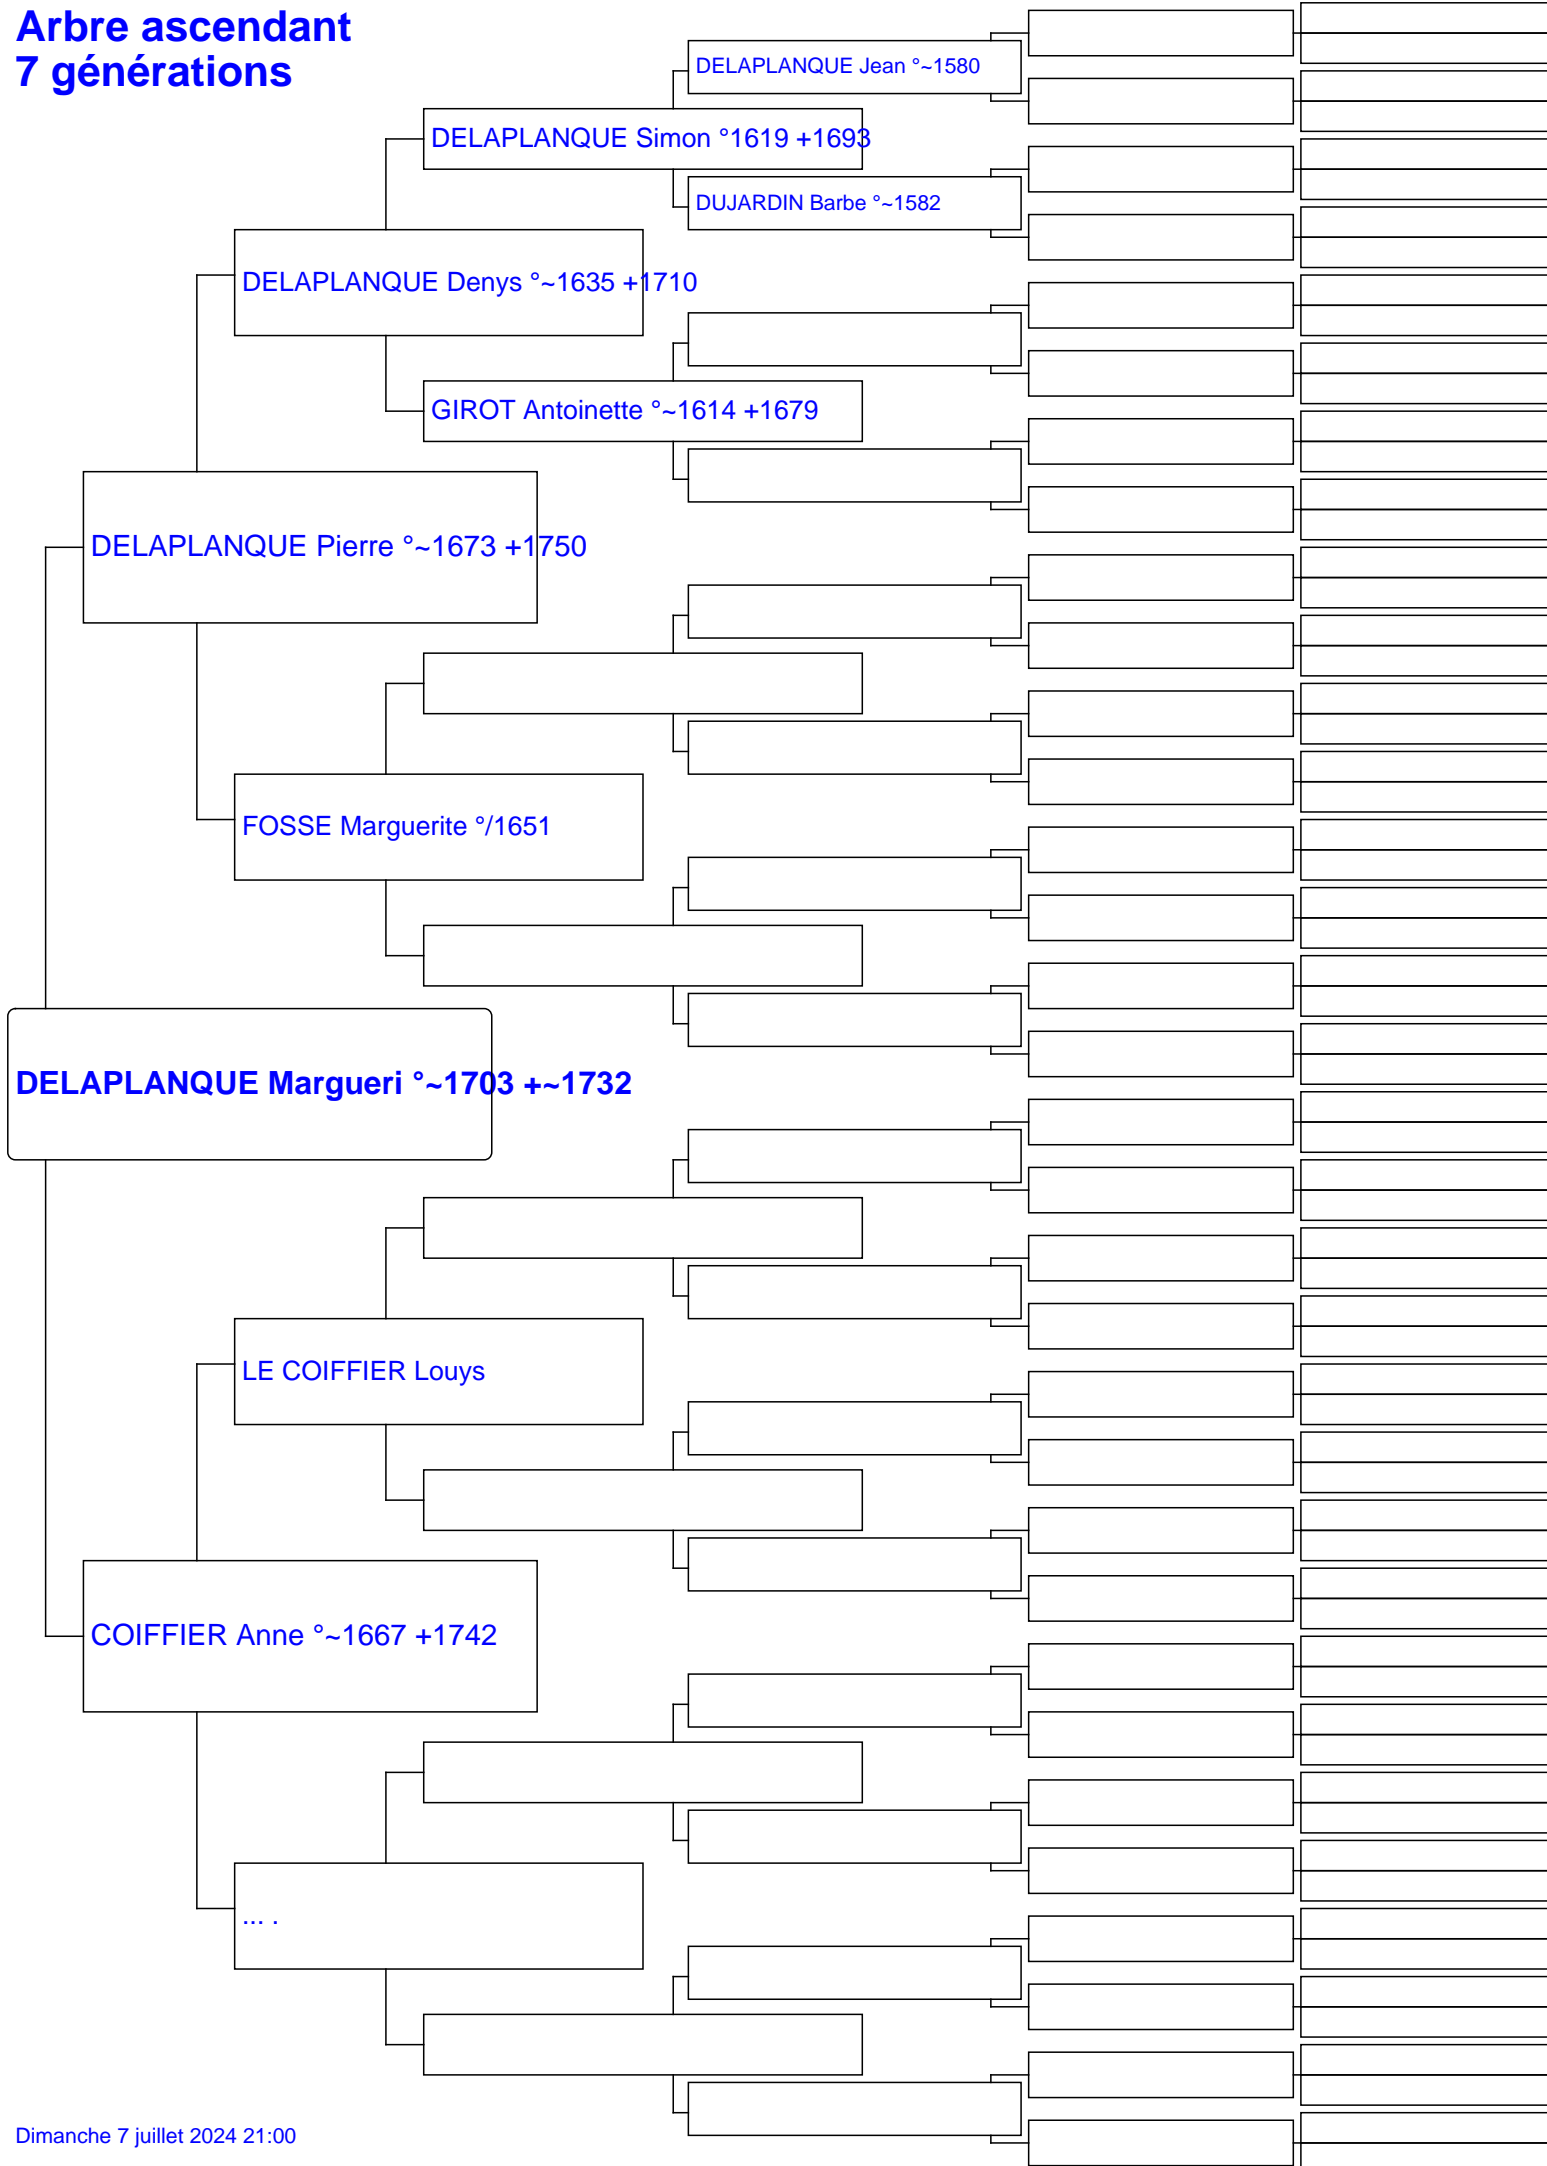 Arbre ascendant
7 générations
DELAPLANQUE Jean °~1580
DELAPLANQUE Simon °1619 +1693
DUJARDIN Barbe °~1582
DELAPLANQUE Denys °~1635 +1710
GIROT Antoinette °~1614 +1679
DELAPLANQUE Pierre °~1673 +1750
FOSSE Marguerite °/1651
DELAPLANQUE Margueri °~1703 +~1732
LE COIFFIER Louys
COIFFIER Anne °~1667 +1742
... .
Dimanche 7 juillet 2024 21:00